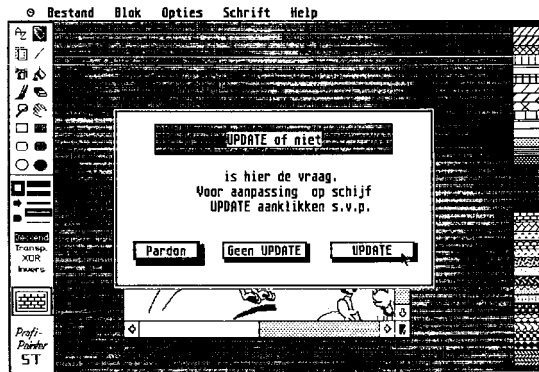 Bestand Blok Opties Schrift Help
Az
UPDATE of niet
is hier de vraag.
Voor aanpassing op schijf
UPDATE aanklikken s.v.p.
Pardon Geen UPDATE UPDATE
Dekkend
Transp.
XOR
Invers
Profi-
Painter
ST